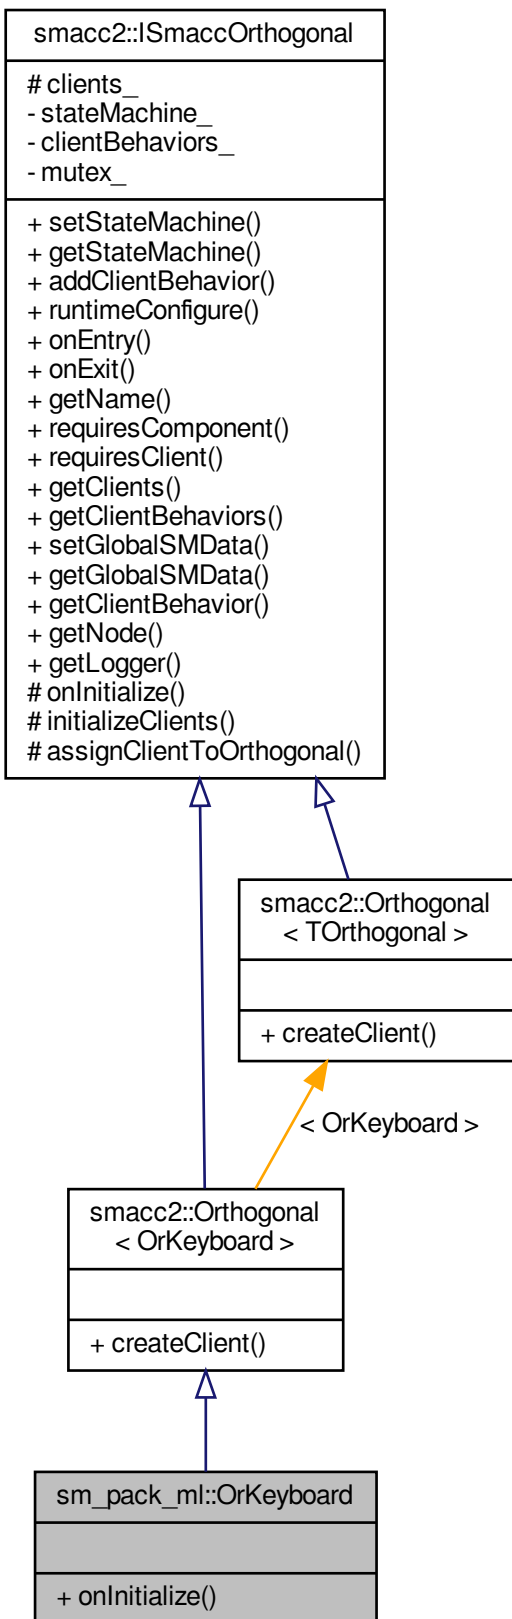 smacc2::ISmaccOrthogonal
# clients_
- stateMachine_
- clientBehaviors_
- mutex_
+ setStateMachine()
+ getStateMachine()
+ addClientBehavior()
+ runtimeConfigure()
+ onEntry()
+ onExit()
+ getName()
+ requiresComponent()
+ requiresClient()
+ getClients()
+ getClientBehaviors()
+ setGlobalSMData()
+ getGlobalSMData()
+ getClientBehavior()
+ getNode()
+ getLogger()
# onInitialize()
# initializeClients()
# assignClientToOrthogonal()
smacc2::Orthogonal
< TOrthogonal >
+ createClient()
< OrKeyboard >
smacc2::Orthogonal
< OrKeyboard >
+ createClient()
sm_pack_ml::OrKeyboard
+ onInitialize()